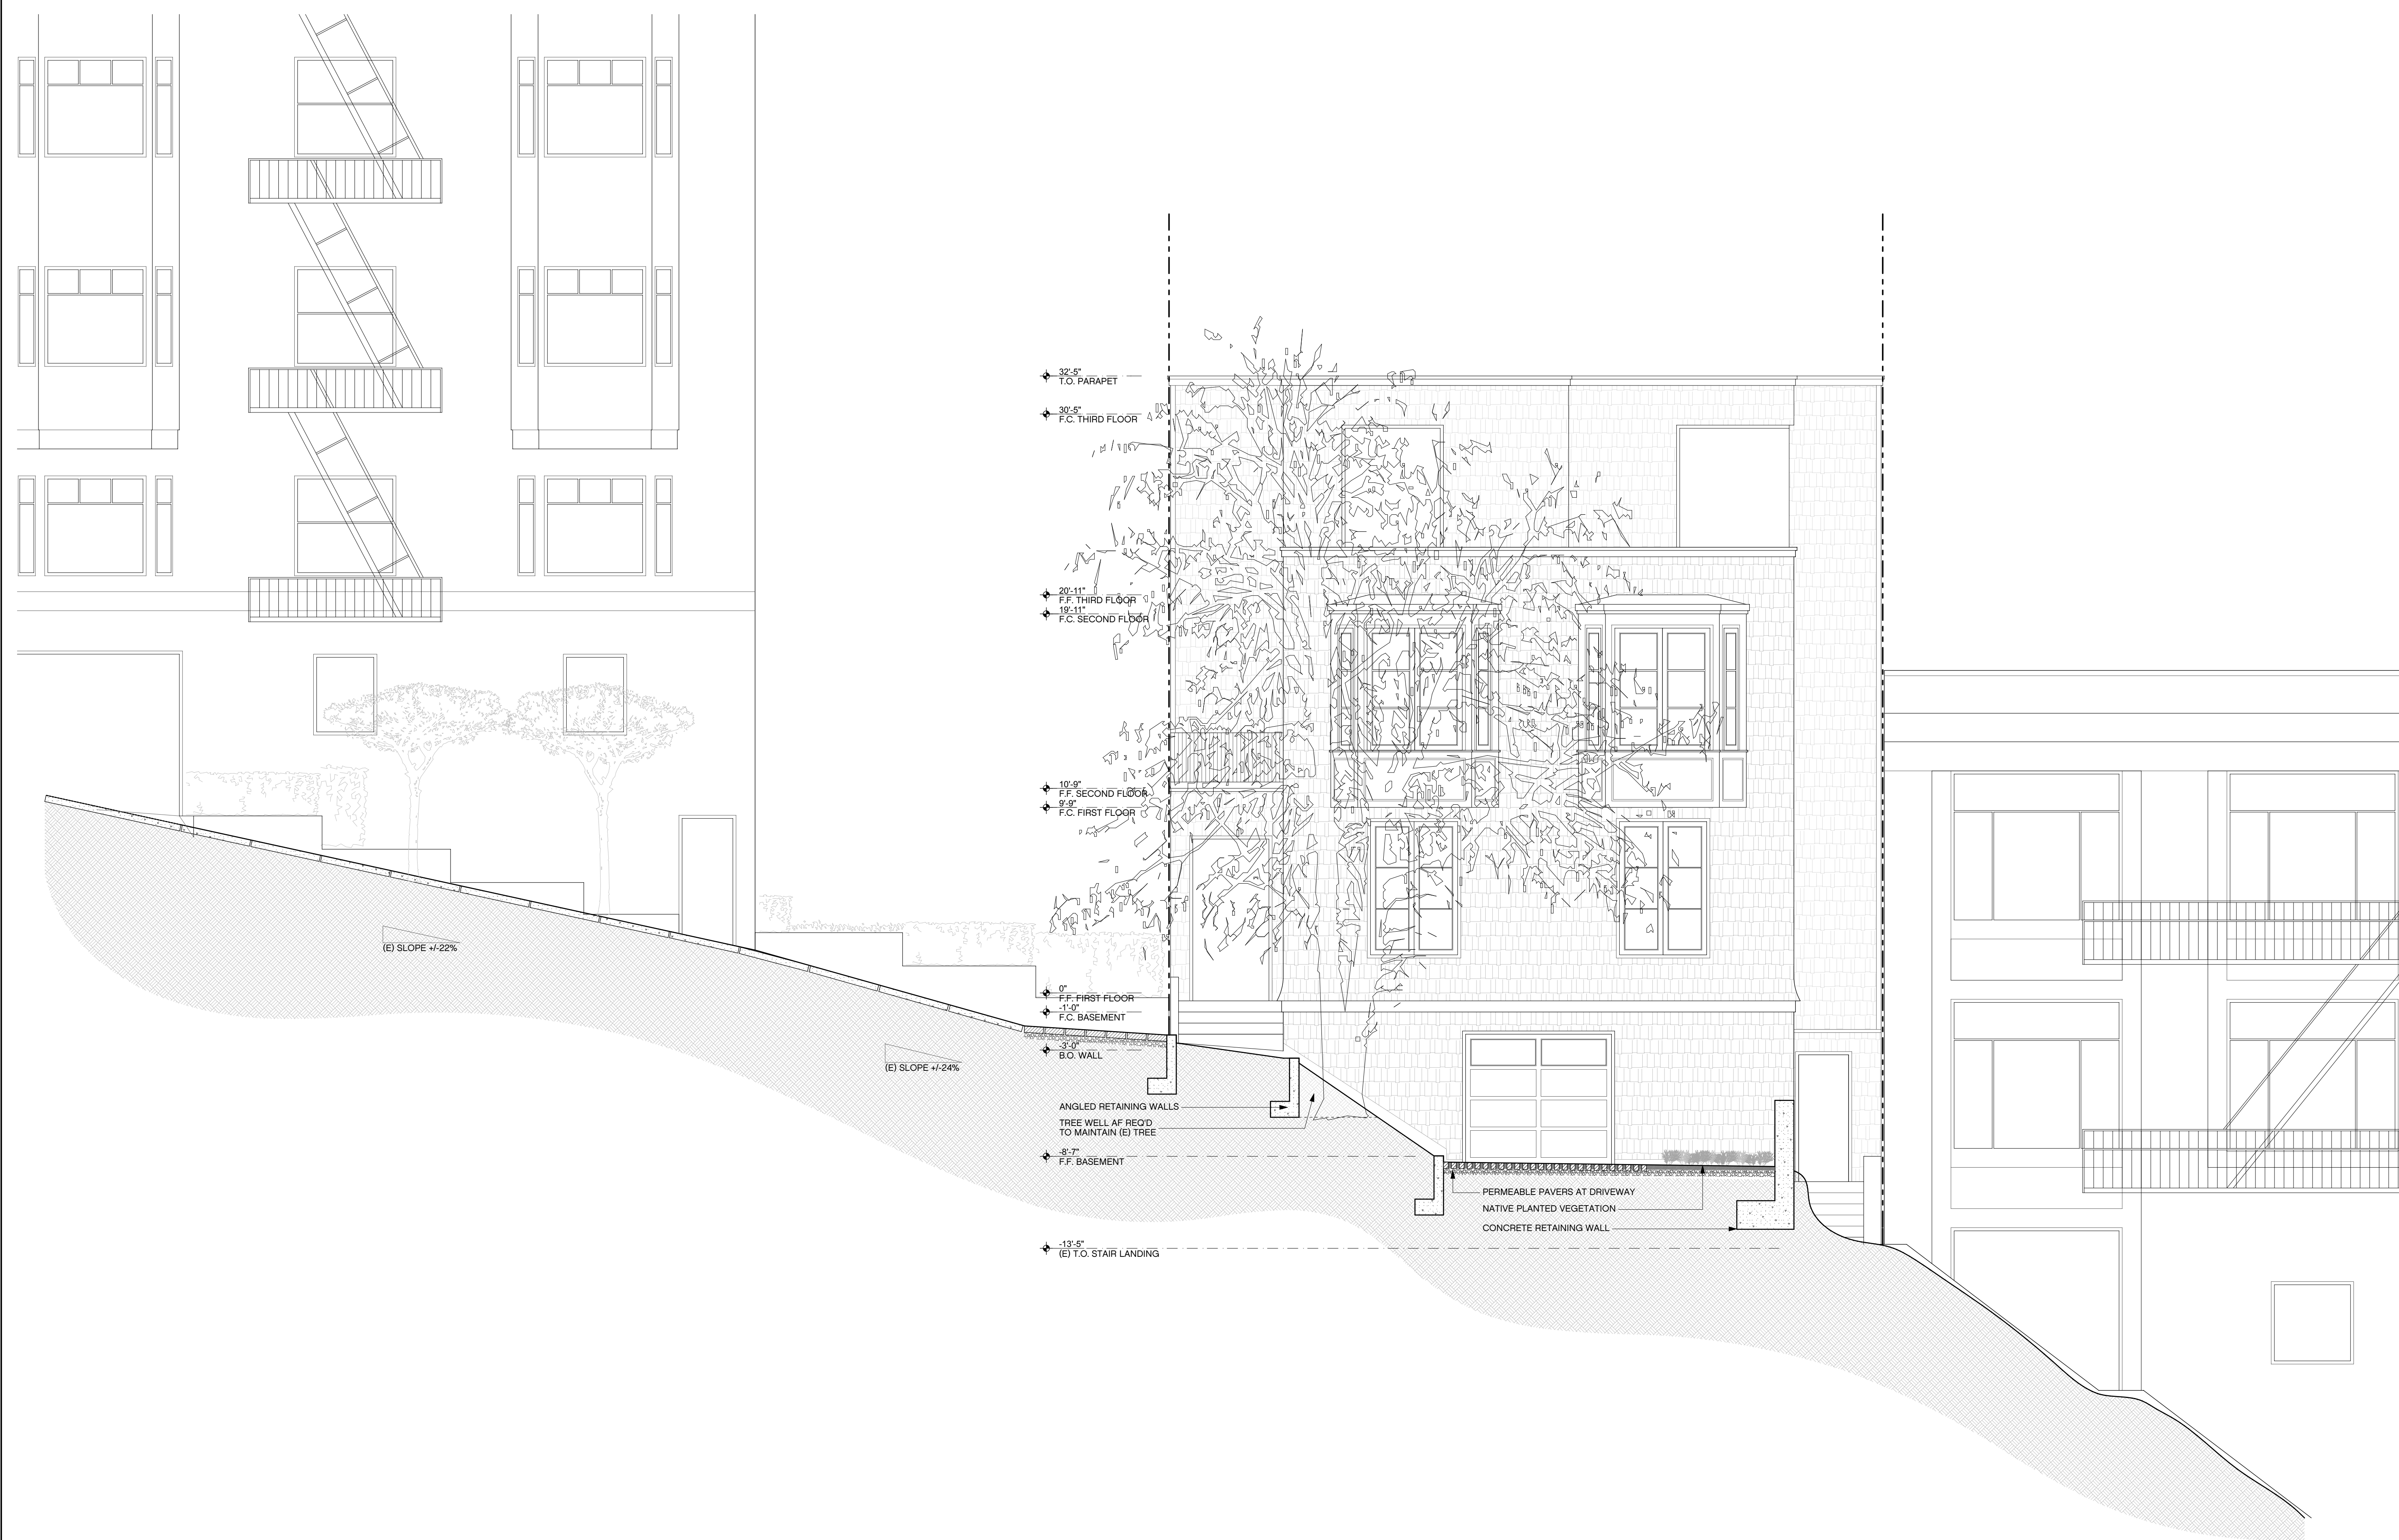 32'-5"
T.O. PARAPET
30'-5"
F.C. THIRD FLOOR
20'-11"
F.F. THIRD FLOOR
19'-11"
F.C. SECOND FLOOR
10'-9"
F.F. SECOND FLOOR
9'-9"
F.C. FIRST FLOOR
(E) SLOPE +/-22%
0"
F.F. FIRST FLOOR
-1'-0"
F.C. BASEMENT
-3'-0"
B.O. WALL
(E) SLOPE +/-24%
ANGLED RETAINING WALLS
TREE WELL AF REQ'D
TO MAINTAIN (E) TREE
-8'-7"
F.F. BASEMENT
PERMEABLE PAVERS AT DRIVEWAY
NATIVE PLANTED VEGETATION
CONCRETE RETAINING WALL
-13'-5"
(E) T.O. STAIR LANDING